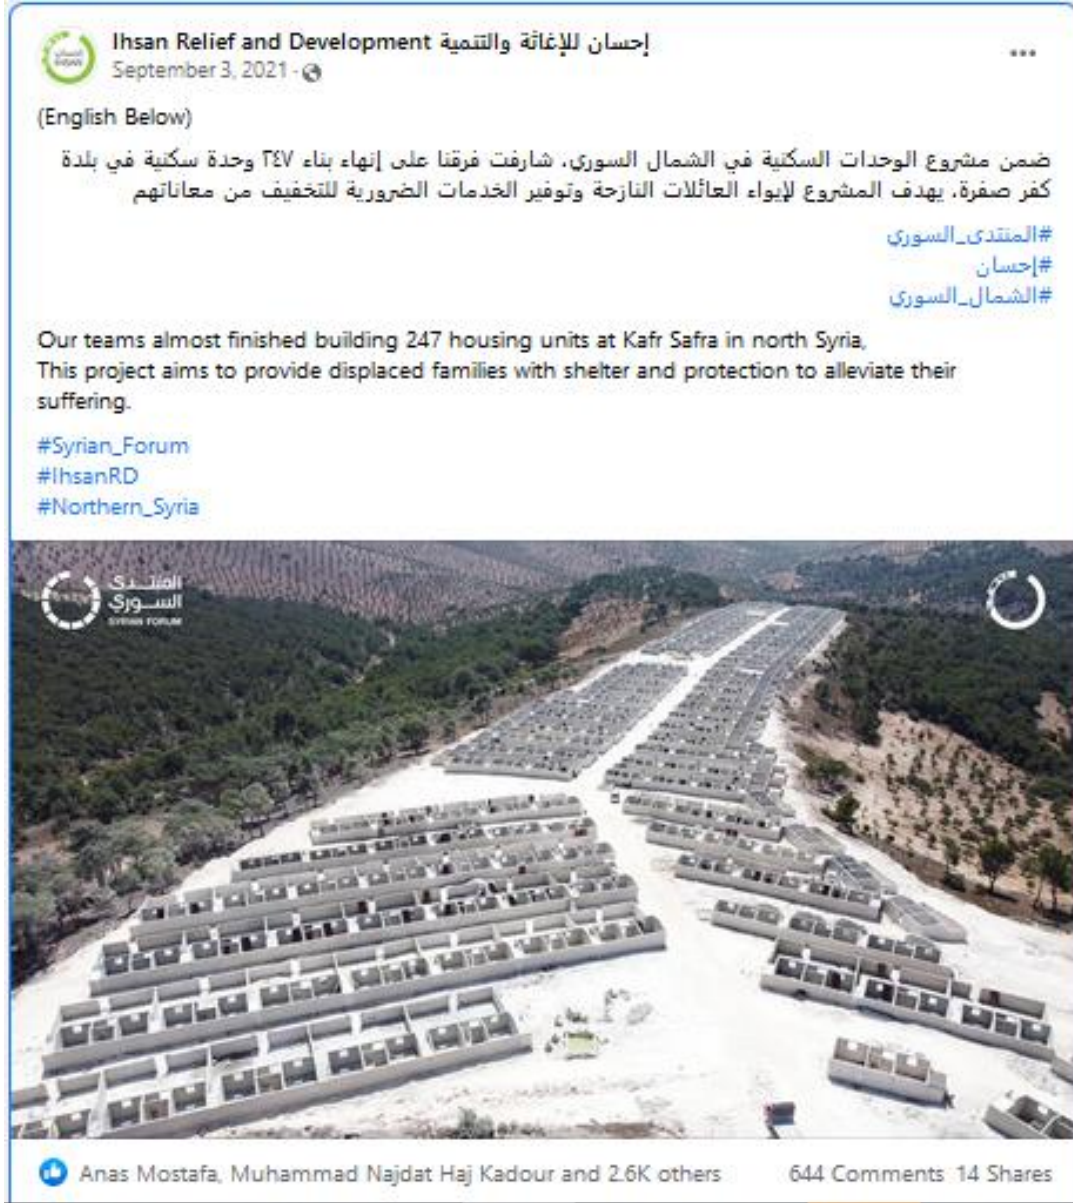 Ihsan Relief and Development إحسان للإغاثة والتنمية
September 3, 2021 ·
(English Below)
ضمن مشروع الوحدات السكنية في الشمال السوري، شارفت فرقنا على إنهاء بناء ٢٤٧ وحدة سكنية في بلدة
كفر صفرة، يهدف المشروع لإيواء العائلات النازحة وتوفير الخدمات الضرورية للتخفيف من معاناتهم
#المنتدى_السوري
#إحسان
#الشمال_السوري
Our teams almost finished building 247 housing units at Kafr Safra in north Syria,
This project aims to provide displaced families with shelter and protection to alleviate their
suffering.
#Syrian_Forum
#IhsanRD
#Northern_Syria
المنتدى
السوري
SYRIAN FORUM
Anas Mostafa, Muhammad Najdat Haj Kadour and 2.6K others 644 Comments 14 Shares